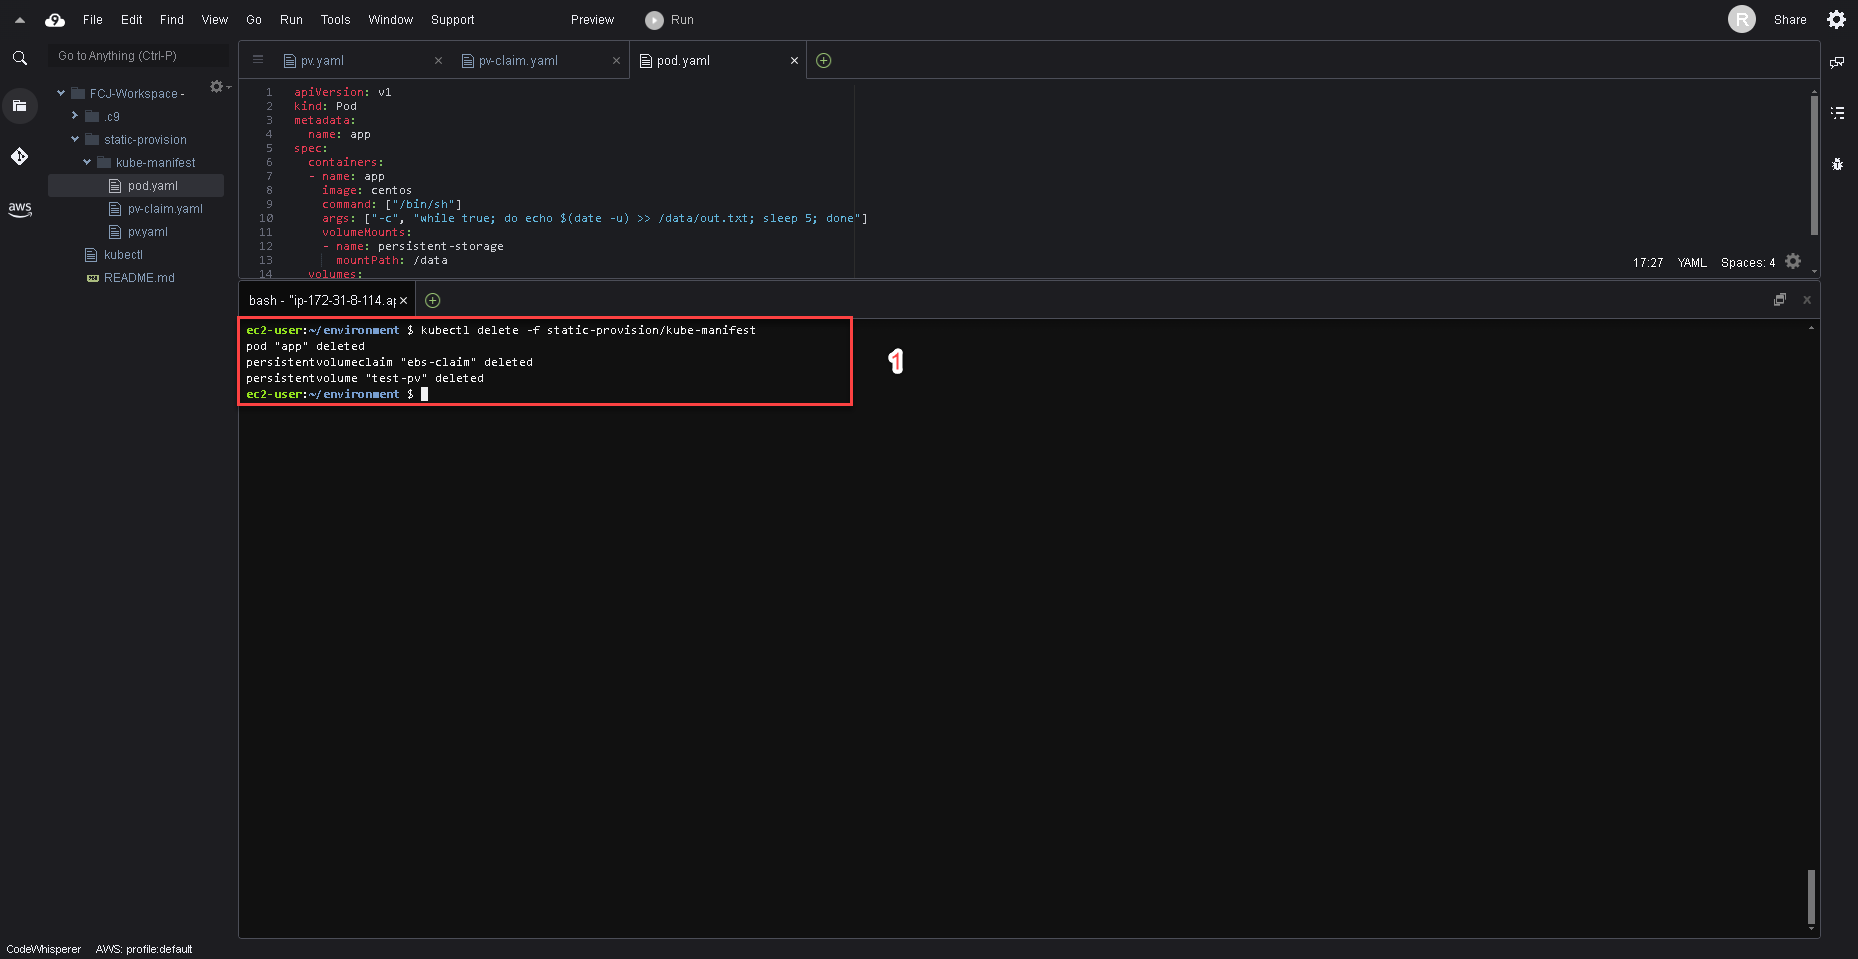 File Edit Find View Go Run Tools Window Support Preview Run R Share
Go to Anything (Ctrl-P)
pv.yaml pv-claim.yaml pod.yaml
FCJ-Workspace -
.c9
static-provision
kube-manifest
pod.yaml
pv-claim.yaml
pv.yaml
kubectl
README.md
aws
1 apiVersion: v1
2 kind: Pod
3 metadata:
4 name: app
5 spec:
6 containers:
7 - name: app
8 image: centos
9 command: ["/bin/sh"]
10 args: ["-c", "while true; do echo $(date -u) >> /data/out.txt; sleep 5; done"]
11 volumeMounts:
12 - name: persistent-storage
13 mountPath: /data
14 volumes:
17:27 YAML Spaces: 4
bash - "ip-172-31-8-114.ap
ec2-user:~/environment $ kubectl delete -f static-provision/kube-manifest
pod "app" deleted
persistentvolumeclaim "ebs-claim" deleted
persistentvolume "test-pv" deleted
ec2-user:~/environment $
1
CodeWhisperer AWS: profile:default